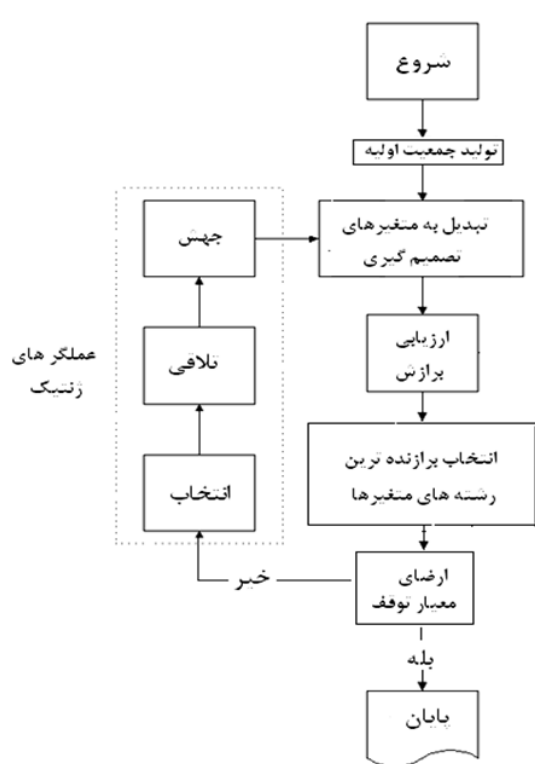 شروع
تولید جمعیت اولیه
تبدیل به متغیرهای
تصمیم گیری
ارزیابی
برازش
انتخاب برازنده ترین
رشته های متغیرها
ارضای
معیار توقف
بله
پایان
خیر
انتخاب
تلاقی
جهش
عملگر های
ژنتیک